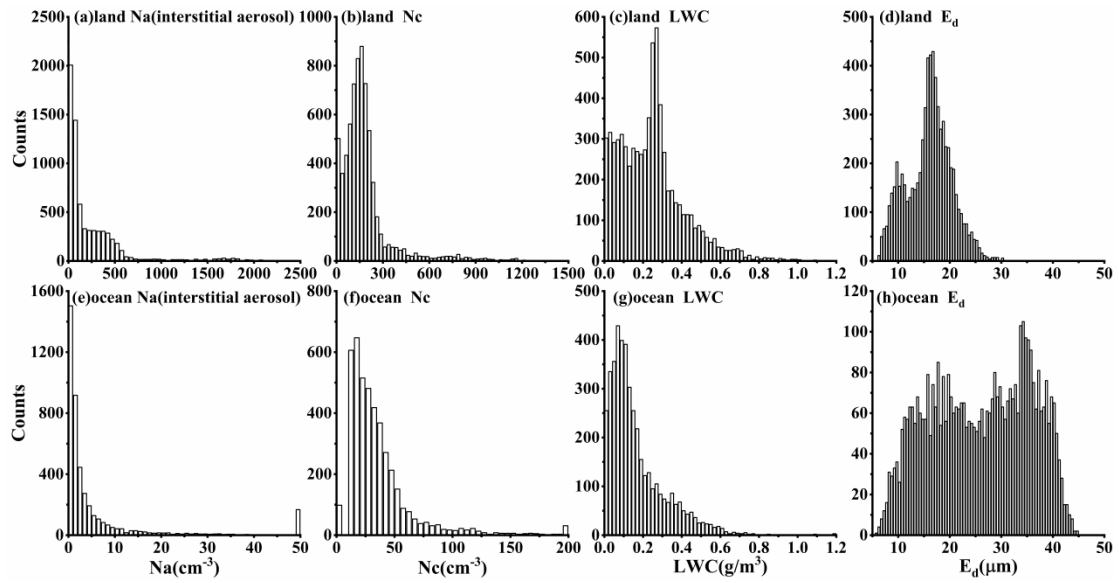 (a)land Na(interstitial aerosol)
2500
2000
1500
1000
500
0
0 500 1000 1500 2000 2500
Counts
(b)land Nc
1000
800
600
400
200
0
0 300 600 900 1200 1500
(c)land LWC
600
500
400
300
200
100
0
0.0 0.2 0.4 0.6 0.8 1.0 1.2
(d)land Ed
500
400
300
200
100
0
10 20 30 40 50
(e)ocean Na(interstitial aerosol)
1600
1200
800
400
0
0 10 20 30 40 50
Counts
Na(cm-3)
(f)ocean Nc
800
600
400
200
0
0 50 100 150 200
Nc(cm-3)
(g)ocean LWC
500
400
300
200
100
0
0.0 0.2 0.4 0.6 0.8 1.0 1.2
LWC(g/m3)
(h)ocean Ed
120
100
80
60
40
20
0
10 20 30 40 50
Ed(μm)